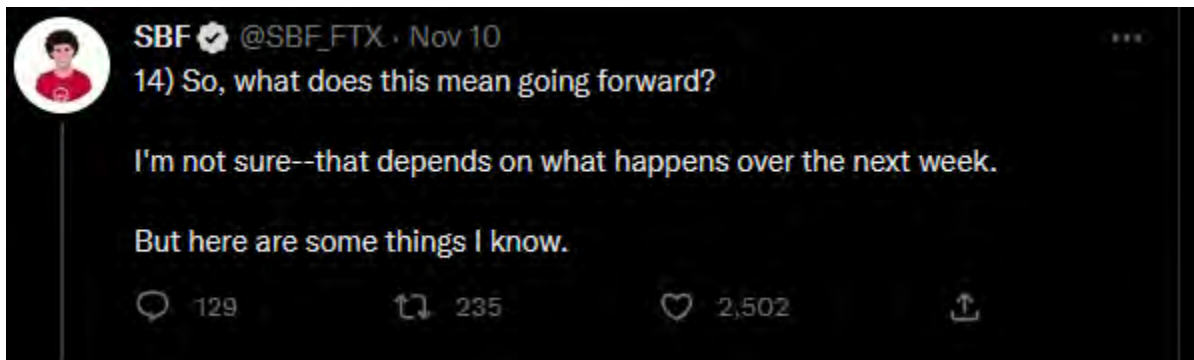 SBF @SBF_FTX · Nov 10
14) So, what does this mean going forward?
I'm not sure--that depends on what happens over the next week.
But here are some things I know.
129 235 2,502